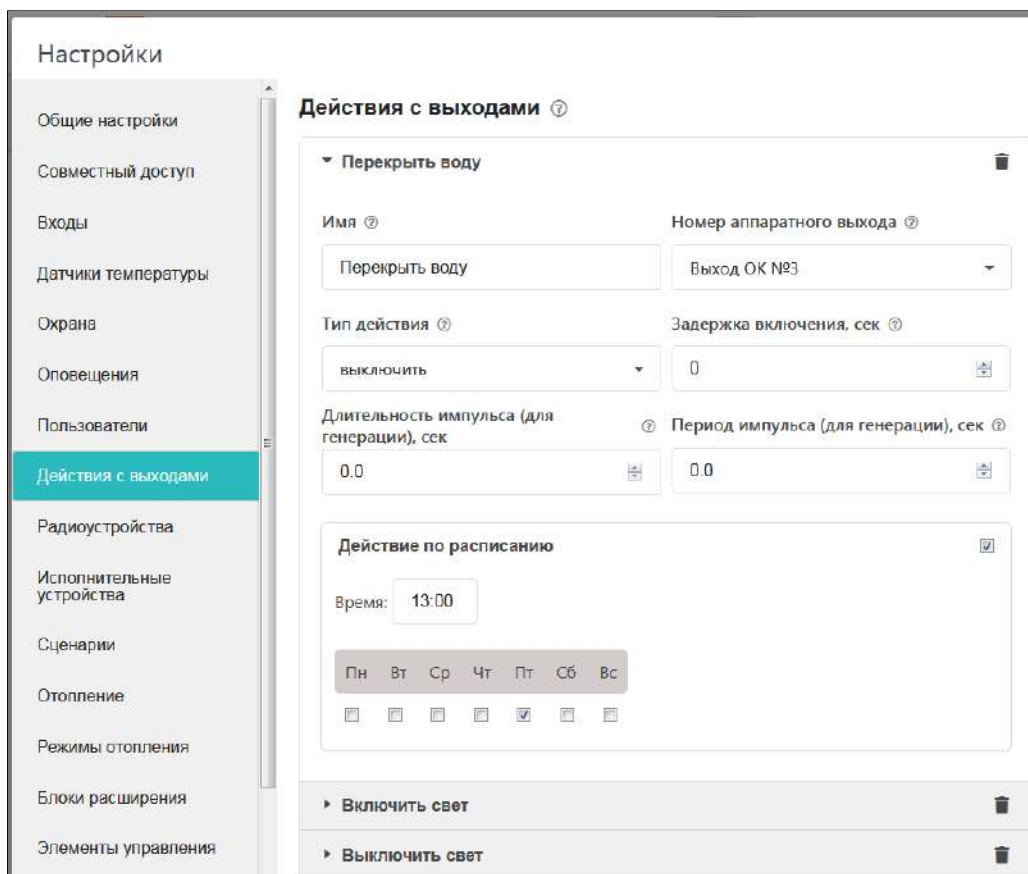 Настройки
Общие настройки
Совместный доступ
Входы
Датчики температуры
Охрана
Оповещения
Пользователи
Действия с выходами
Радиоустройства
Исполнительные
устройства
Сценарии
Отопление
Режимы отопления
Блоки расширения
Элементы управления
Действия с выходами ?
Перекрыть воду
Имя ?
Номер аппаратного выхода ?
Перекрыть воду
Выход ОК №3
Тип действия ?
Задержка включения, сек ?
выключить
0
Длительность импульса (для
генерации), сек ?
Период импульса (для генерации), сек ?
0.0
0.0
Действие по расписанию
Время: 13:00
Пн Вт Ср Чт Пт Сб Вс
Включить свет
Выключить свет